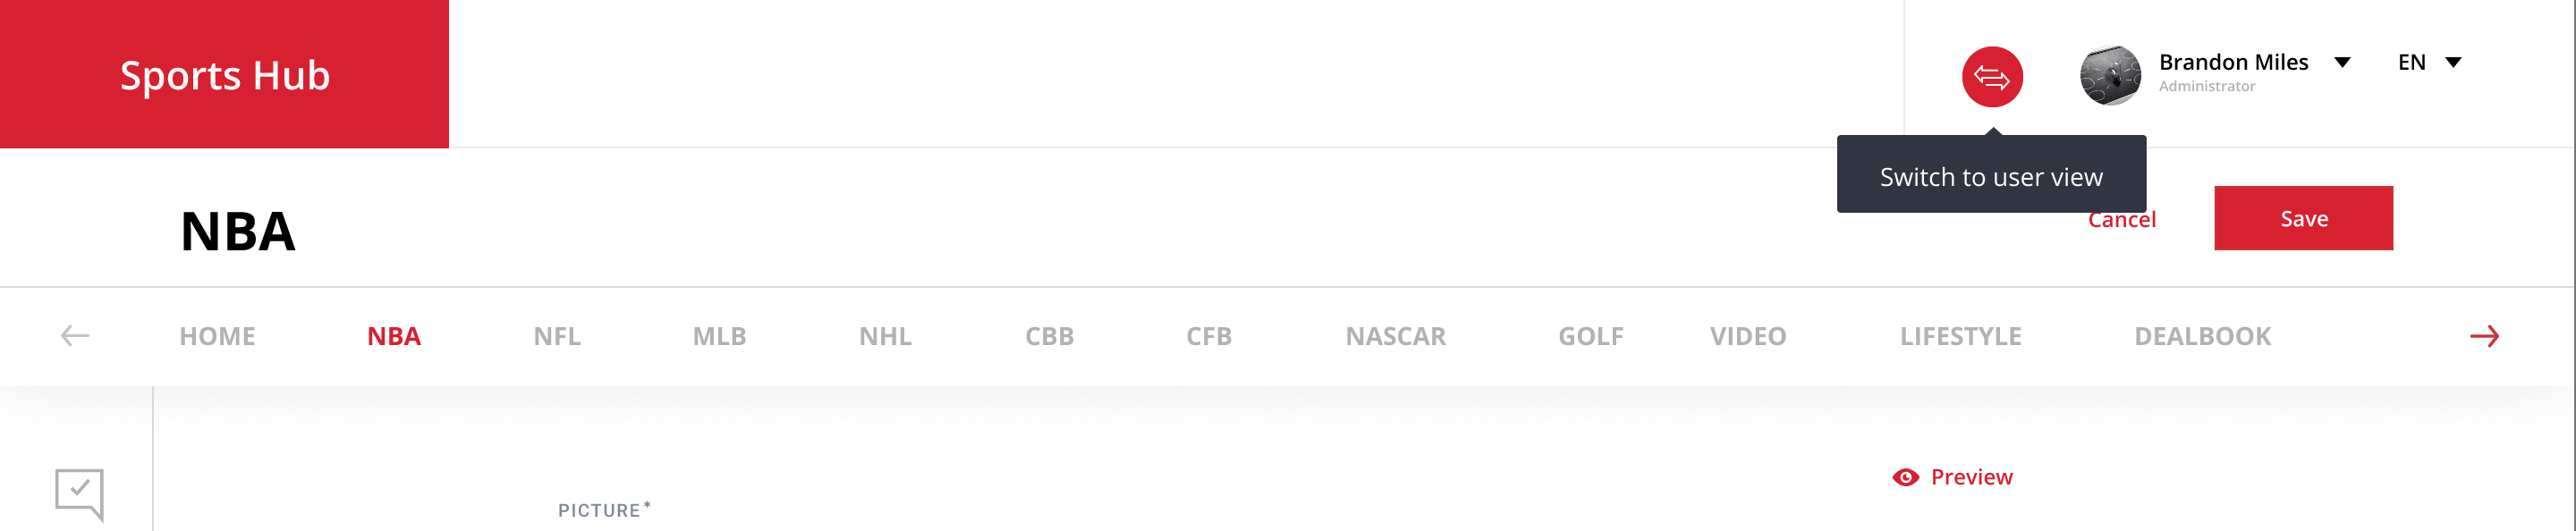 Sports Hub
Brandon Miles
Administrator
EN
Switch to user view
NBA
Cancel
Save
HOME NBA NFL MLB NHL CBB CFB NASCAR GOLF VIDEO LIFESTYLE DEALBOOK
Preview
PICTURE*